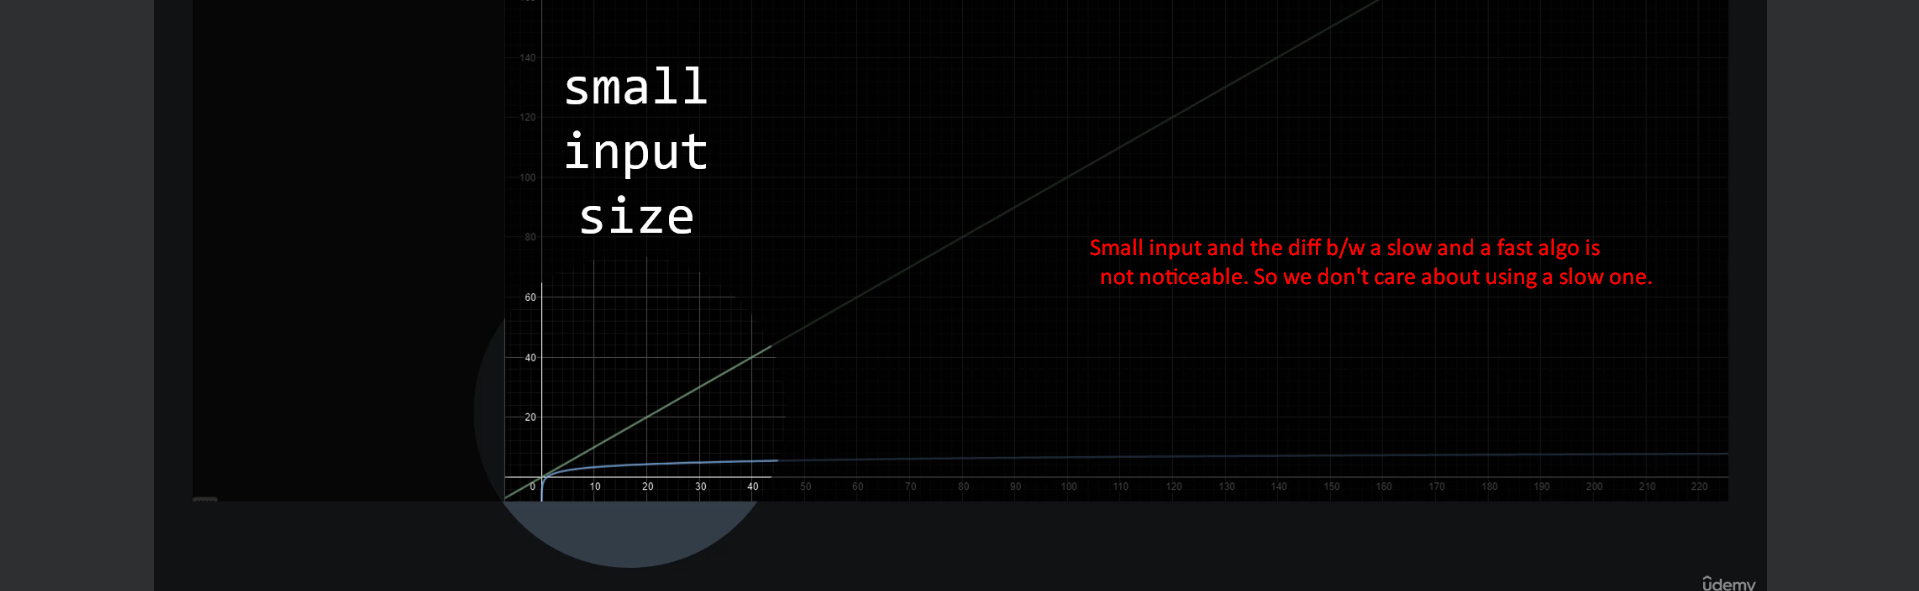 140
small
120
input
100
size
80
Small input and the diff b/w a slow and a fast algo is
not noticeable. So we don't care about using a slow one.
60
40
20
0 10 20 30 40 50 60 70 80 90 100 110 120 130 140 150 160 170 180 190 200 210 220
ûdemy